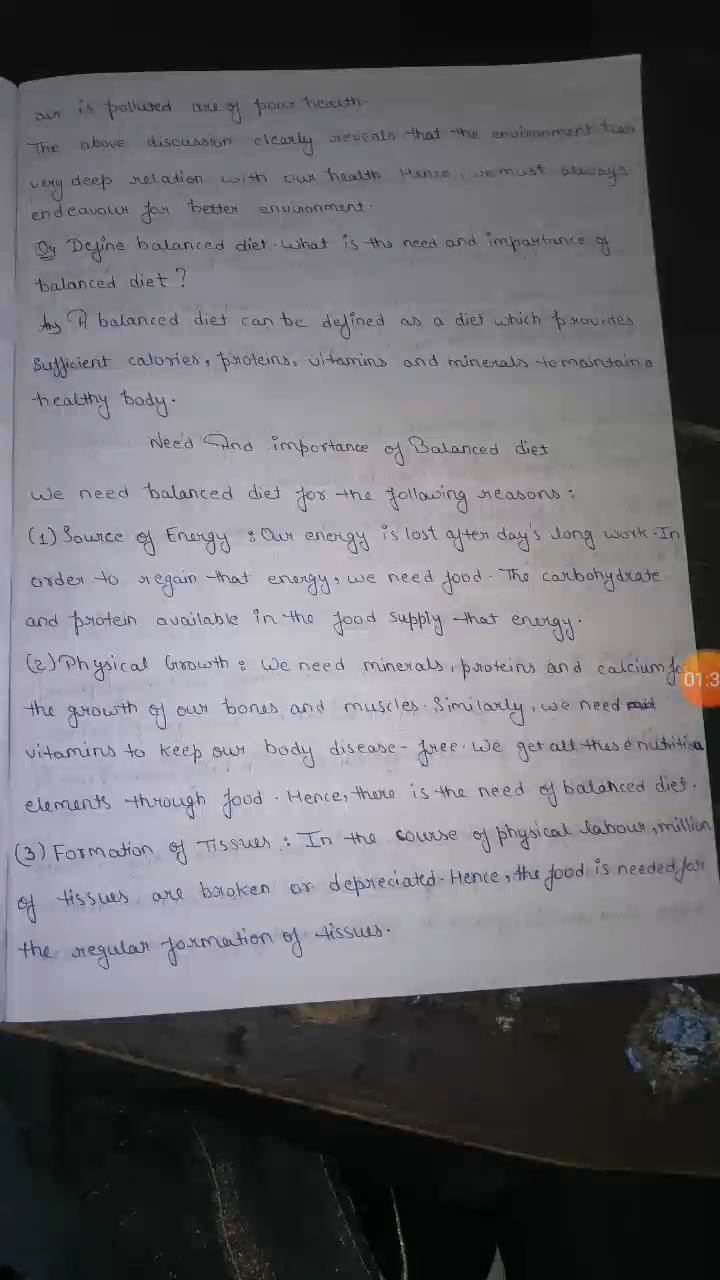 air is polluted are of poor health.
The above discussion clearly revents that the environment has
very deep relation with our health Hence, we must always
endeavour for better environment.
Q4 Define balanced diet. What is the need and importance of
balanced diet?
Ans A balanced diet can be defined as a diet which provides
sufficient calories, proteins, vitamins and minerals to maintain a
healthy body.
Need And importance of Balanced diet
We need balanced diet for the following reasons:
(1) Source of Energy : Our energy is lost after day's long work. In
order to regain that energy, we need food. The carbohydrate
and protein available in the food supply that energy.
(2) Physical Growth : We need minerals, proteins and calcium fo
the growth of our bones and muscles. Similarly, we need
vitamins to keep our body disease-free. We get all these nutrition
elements through food. Hence, there is the need of balanced diet.
(3) Formation of Tissues : In the course of physical labour, million
of tissues are broken or depreciated. Hence, the food is needed for
the regular formation of tissues.
01:3